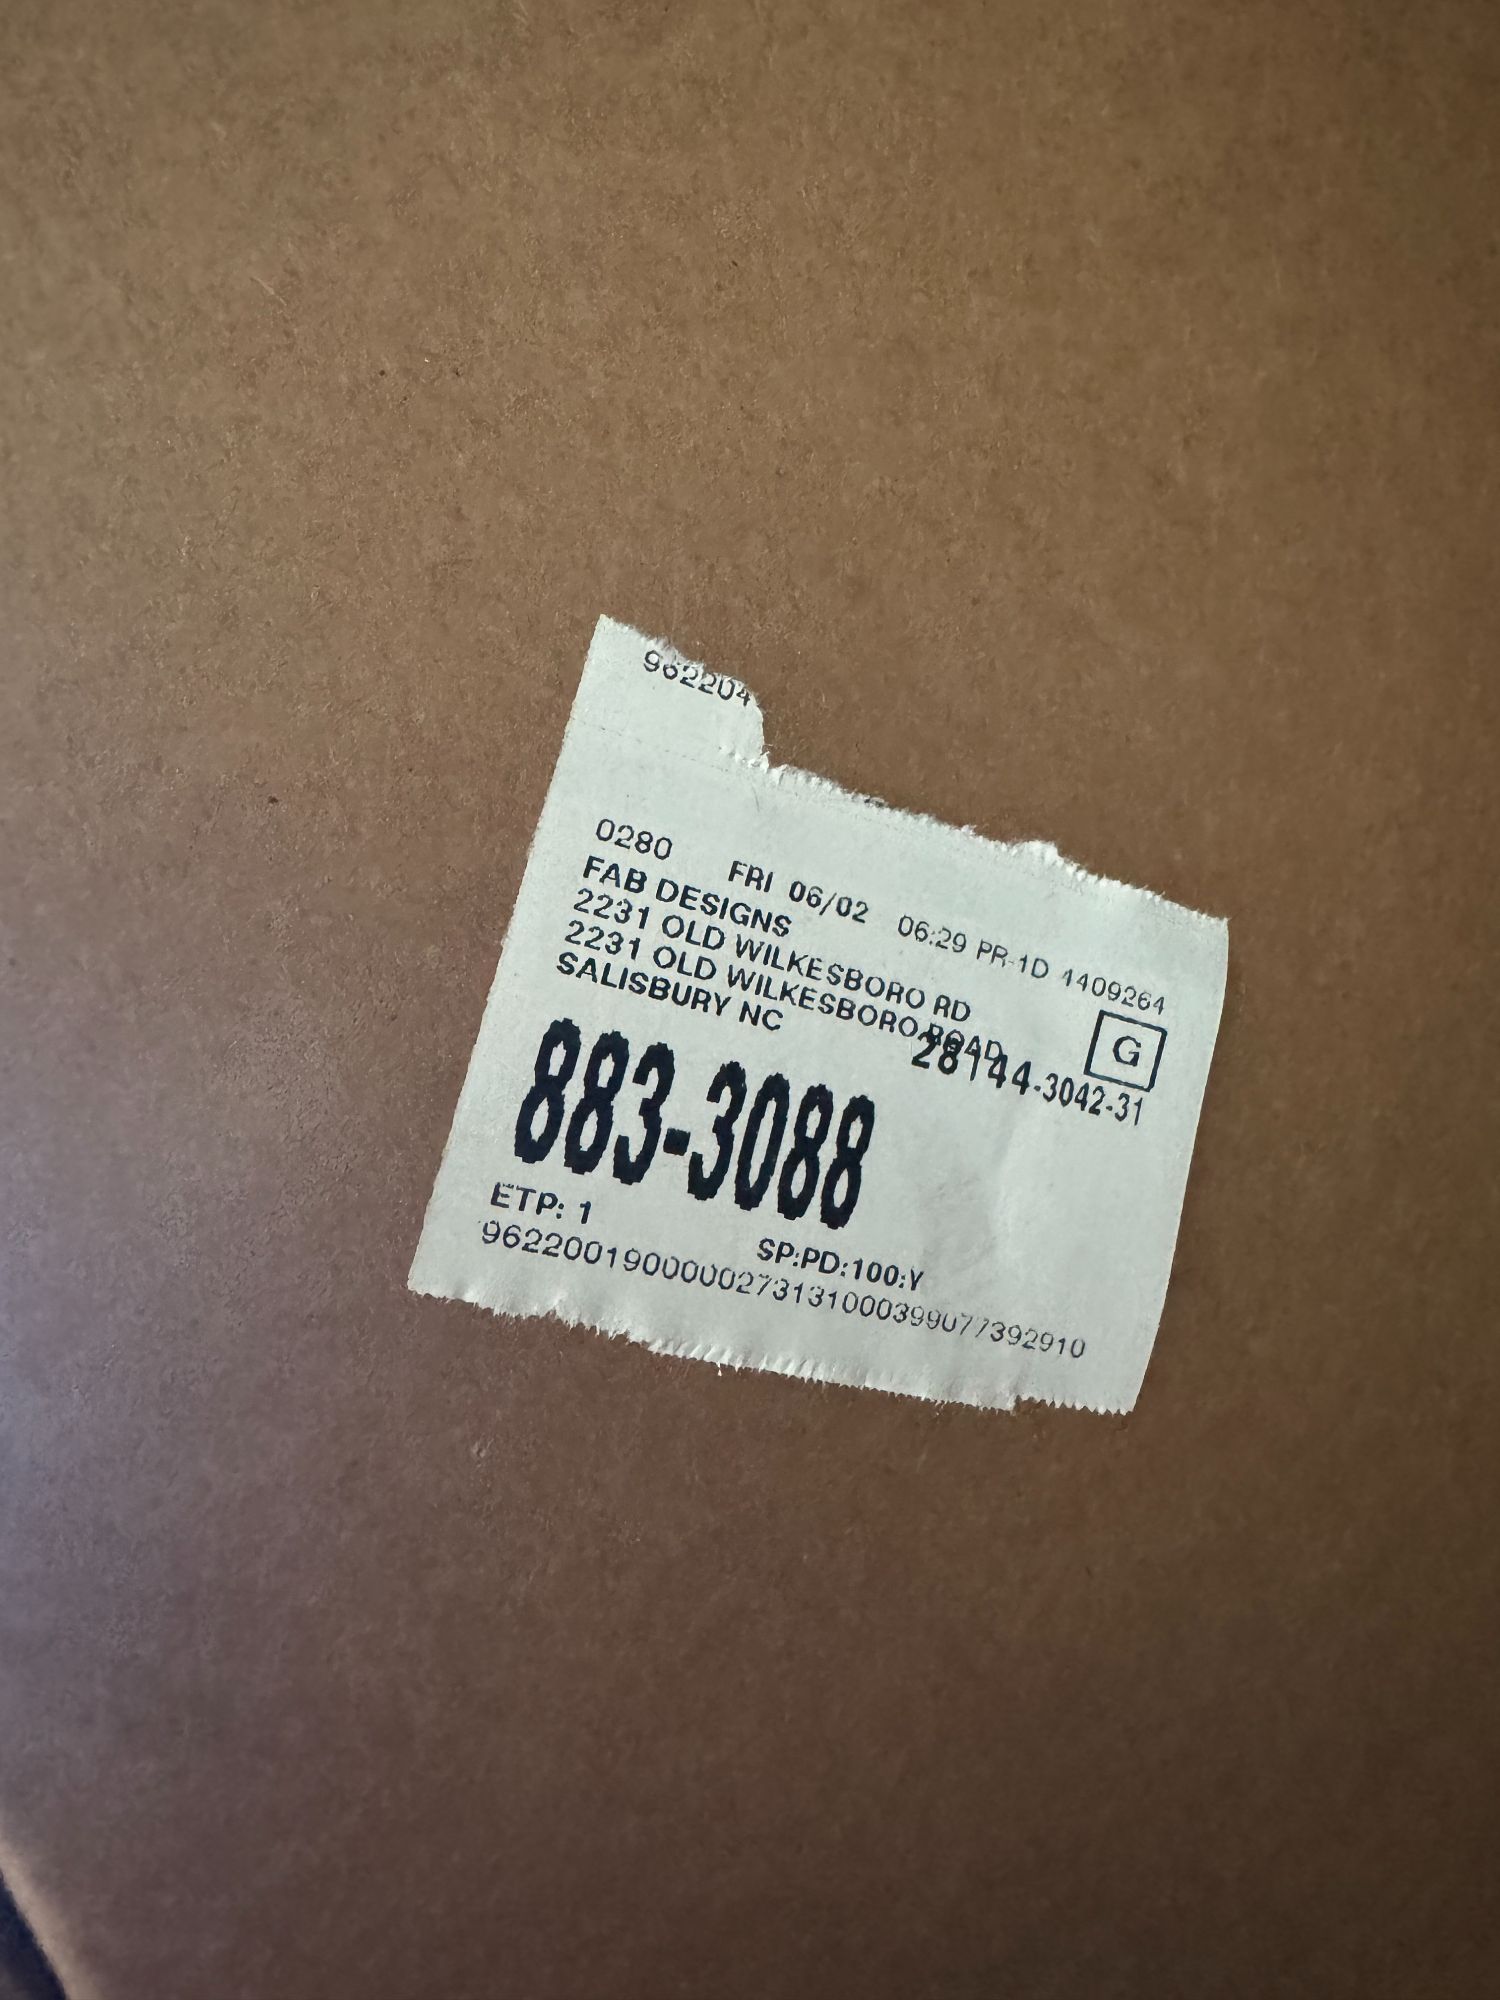 962204
0280 FRI 06/02 06:29 PR-1D 1409264
FAB DESIGNS
2231 OLD WILKESBORO RD
2231 OLD WILKESBORO ROAD
SALISBURY NC 28144-3042-31
G
883-3088
ETP: 1 SP:PD:100:Y
9622001900000273131000399077392910